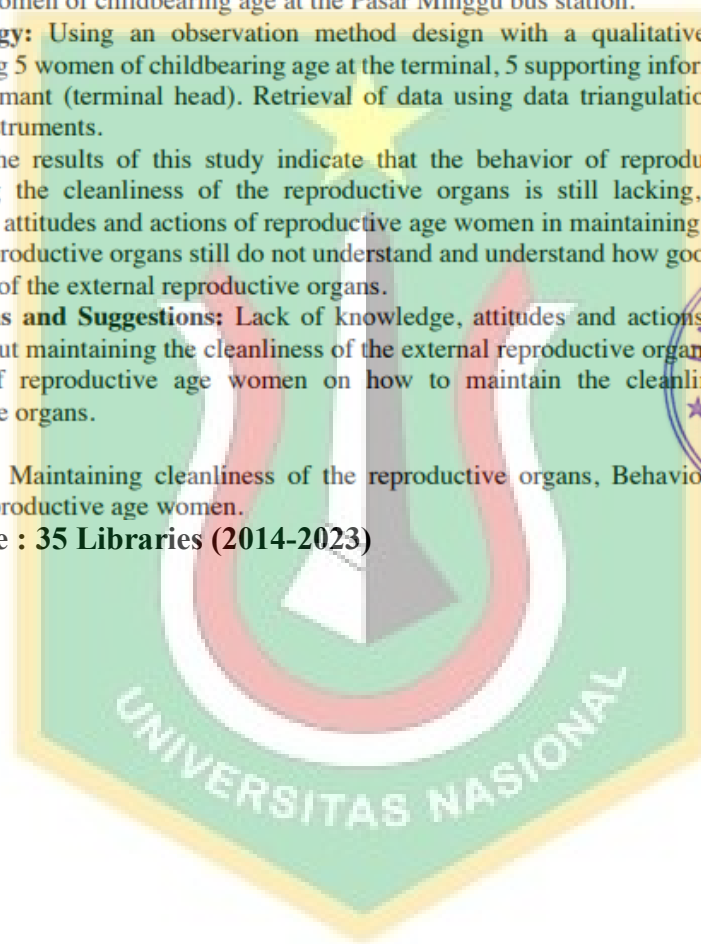 omen of childbearing age at the Pasar Minggu bus station.
gy: Using an observation method design with a qualitative
g 5 women of childbearing age at the terminal, 5 supporting infor
mant (terminal head). Retrieval of data using data triangulatio
truments.
he results of this study indicate that the behavior of reprodu
g the cleanliness of the reproductive organs is still lacking,
attitudes and actions of reproductive age women in maintaining
roductive organs still do not understand and understand how goo
of the external reproductive organs.
s and Suggestions: Lack of knowledge, attitudes and actions
ut maintaining the cleanliness of the external reproductive organ
f reproductive age women on how to maintain the cleanli
e organs.
Maintaining cleanliness of the reproductive organs, Behavio
productive age women.
e : 35 Libraries (2014-2023)
UNIVERSITAS NASIONAL